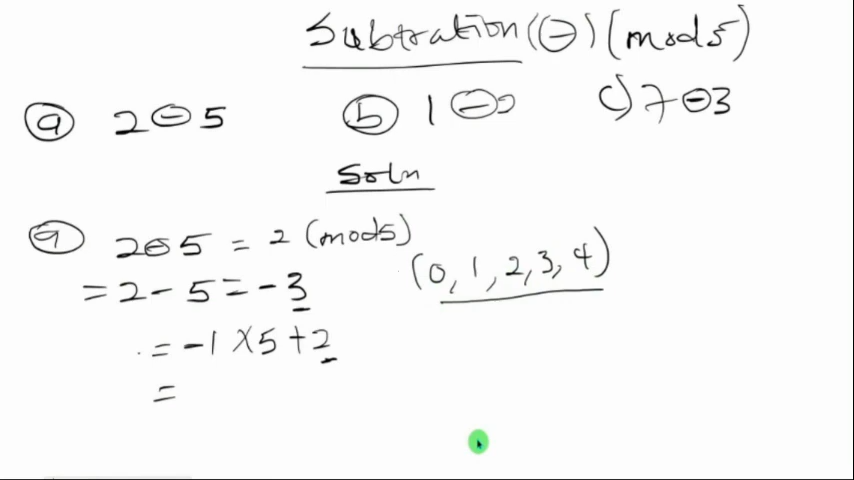 Subtration (⊖) (mod5)
a 2 ⊖ 5 b 1 ⊖ c) 7 ⊖ 3
Soln
a 2 ⊖ 5 = 2 (mod5)
= 2 - 5 = -3 (0, 1, 2, 3, 4)
= -1 × 5 + 2
=